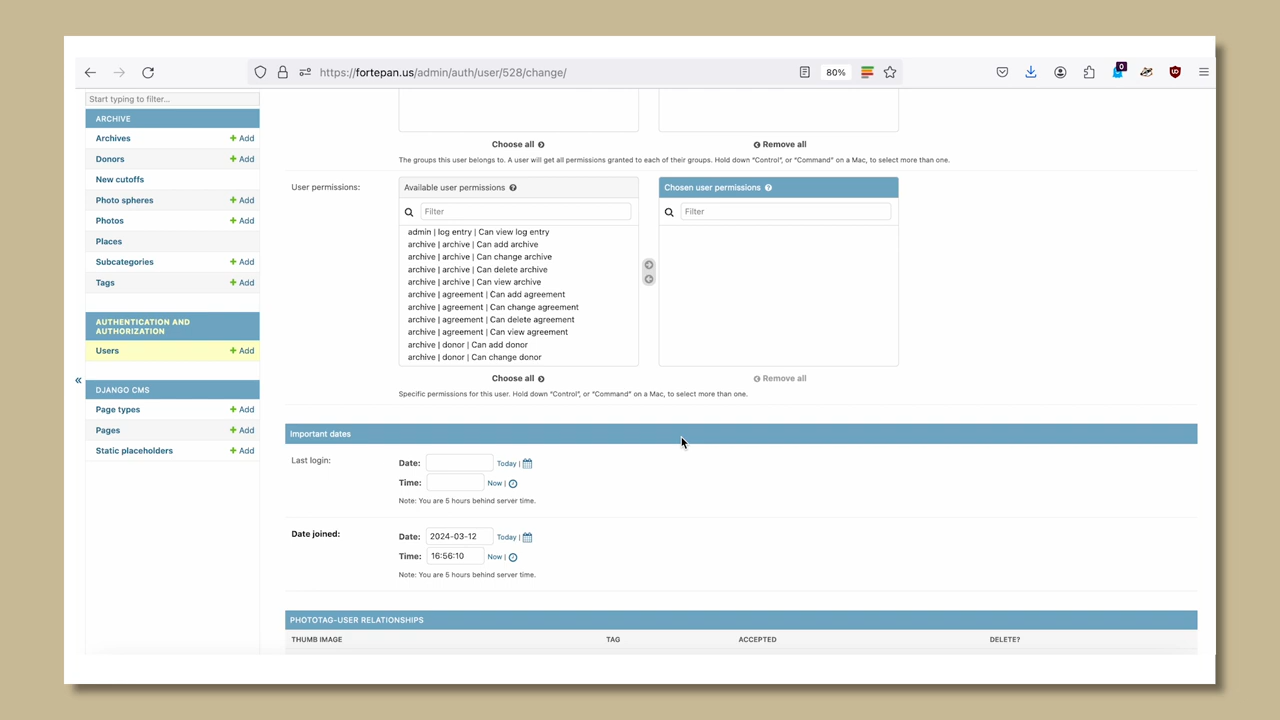 https://fortepan.us/admin/auth/user/528/change/
80%
0
Start typing to filter...
ARCHIVE
Archives + Add
Donors + Add
New cutoffs
Photo spheres + Add
Photos + Add
Places
Subcategories + Add
Tags + Add
AUTHENTICATION AND
AUTHORIZATION
Users + Add
«
DJANGO CMS
Page types + Add
Pages + Add
Static placeholders + Add
Choose all
Remove all
The groups this user belongs to. A user will get all permissions granted to each of their groups. Hold down “Control”, or “Command” on a Mac, to select more than one.
User permissions:
Available user permissions ?
Filter
admin | log entry | Can view log entry
archive | archive | Can add archive
archive | archive | Can change archive
archive | archive | Can delete archive
archive | archive | Can view archive
archive | agreement | Can add agreement
archive | agreement | Can change agreement
archive | agreement | Can delete agreement
archive | agreement | Can view agreement
archive | donor | Can add donor
archive | donor | Can change donor
Choose all
Chosen user permissions ?
Filter
Remove all
Specific permissions for this user. Hold down “Control”, or “Command” on a Mac, to select more than one.
Important dates
Last login:
Date: Today |
Time: Now |
Note: You are 5 hours behind server time.
Date joined:
Date: 2024-03-12 Today |
Time: 16:56:10 Now |
Note: You are 5 hours behind server time.
PHOTOTAG-USER RELATIONSHIPS
THUMB IMAGE TAG ACCEPTED DELETE?